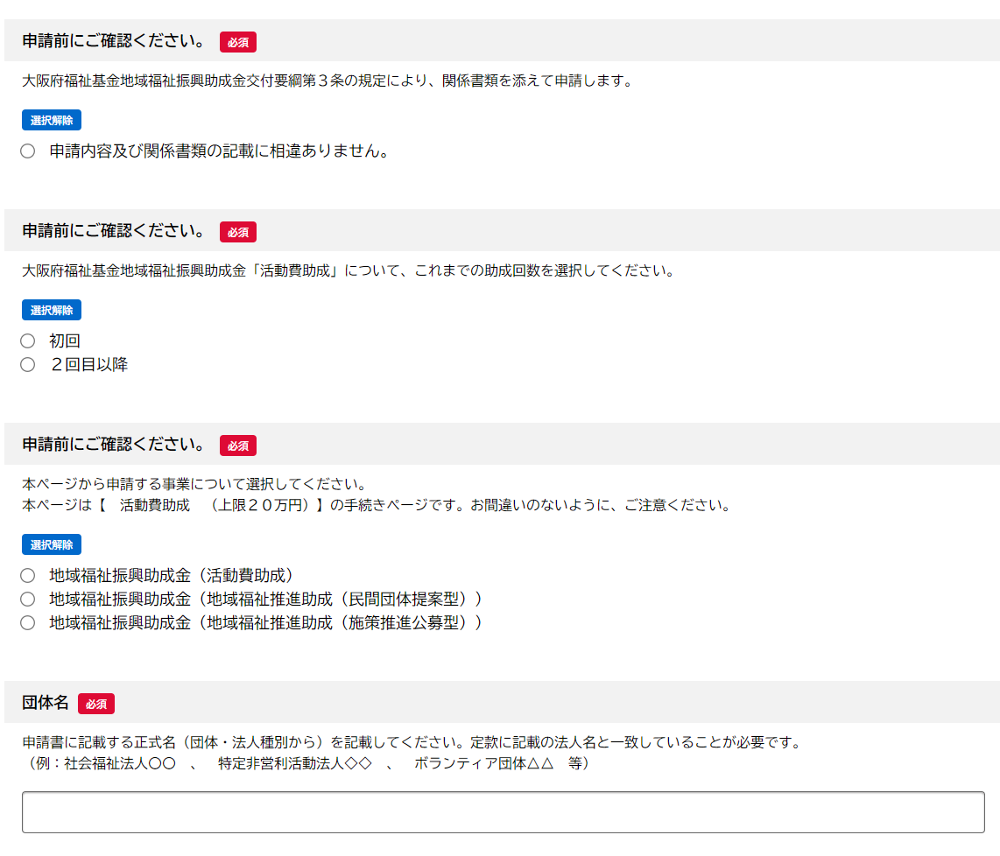 申請前にご確認ください。 必須
大阪府福祉基金地域福祉振興助成金交付要綱第３条の規定により、関係書類を添えて申請します。
選択解除
申請内容及び関係書類の記載に相違ありません。
申請前にご確認ください。 必須
大阪府福祉基金地域福祉振興助成金「活動費助成」について、これまでの助成回数を選択してください。
選択解除
初回
２回目以降
申請前にご確認ください。 必須
本ページから申請する事業について選択してください。
本ページは【　活動費助成　（上限２０万円）】の手続きページです。お間違いのないように、ご注意ください。
選択解除
地域福祉振興助成金（活動費助成）
地域福祉振興助成金（地域福祉推進助成（民間団体提案型））
地域福祉振興助成金（地域福祉推進助成（施策推進公募型））
団体名 必須
申請書に記載する正式名（団体・法人種別から）を記載してください。定款に記載の法人名と一致していることが必要です。
（例：社会福祉法人〇〇　、　特定非営利活動法人◇◇　、　ボランティア団体△△　等）